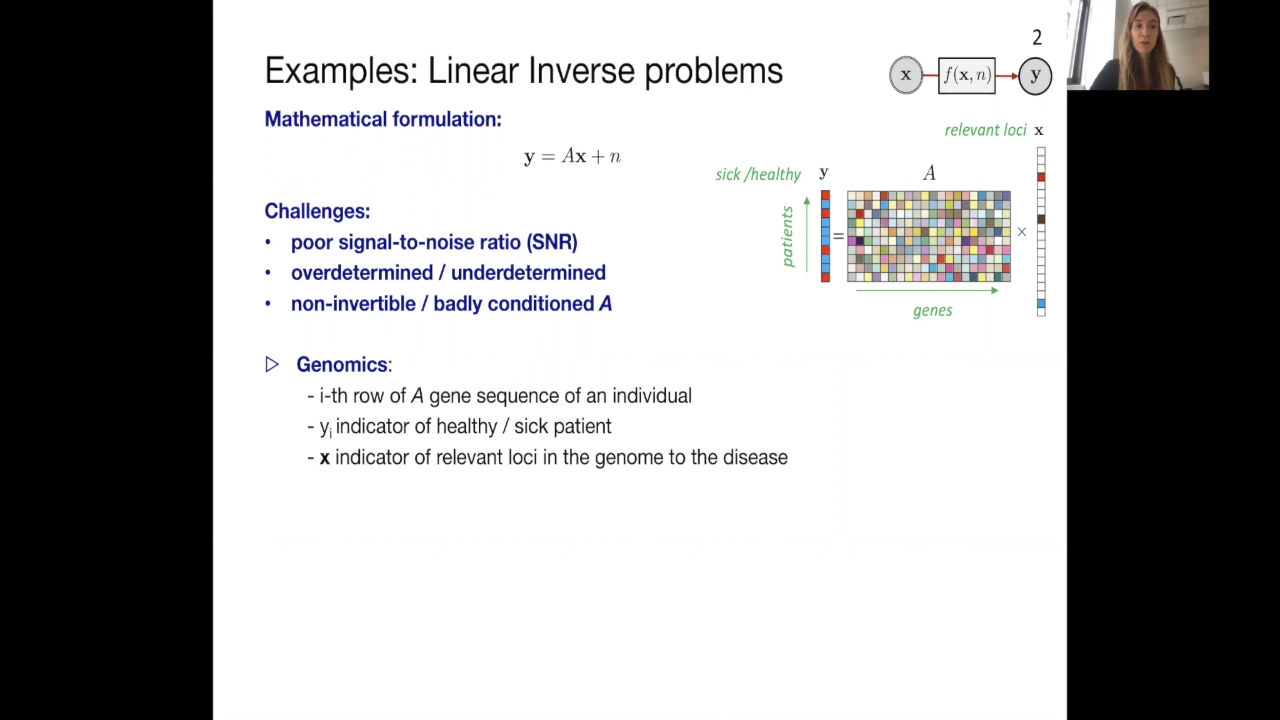 2
Examples: Linear Inverse problems
x f(x, n) y
Mathematical formulation:
y = Ax + n
relevant loci x
sick /healthy y A
patients
=
×
genes
Challenges:
• poor signal-to-noise ratio (SNR)
• overdetermined / underdetermined
• non-invertible / badly conditioned A
▷ Genomics:
- i-th row of A gene sequence of an individual
- yi indicator of healthy / sick patient
- x indicator of relevant loci in the genome to the disease